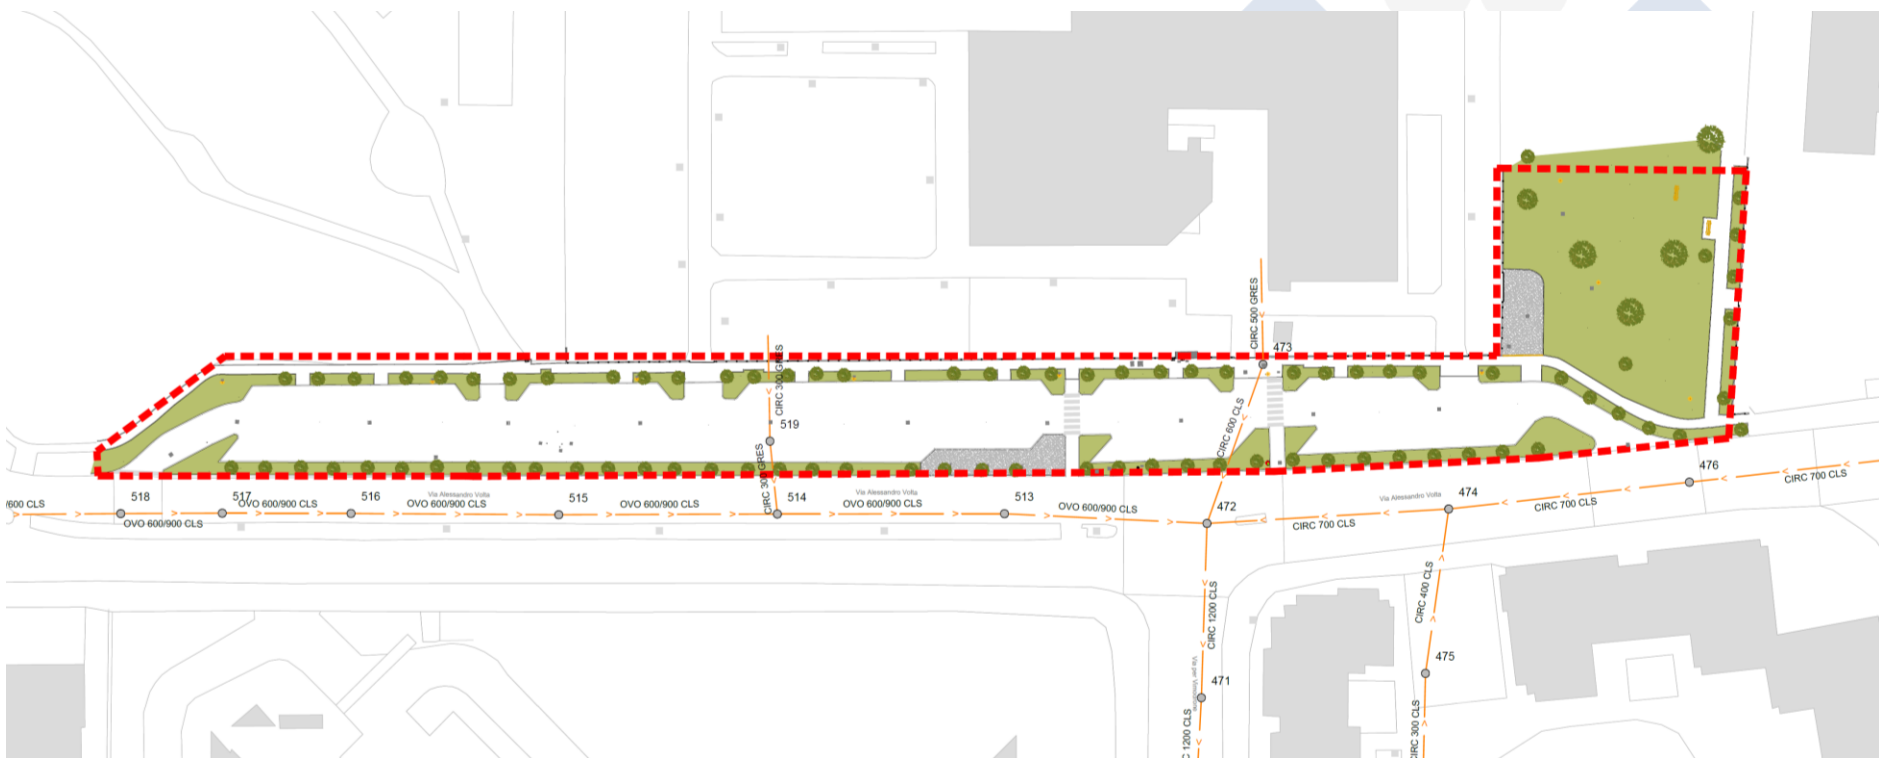 CIRC 500 GRES
473
CIRC 300 GRES
519
CIRC 600 CLS
CIRC 300 GRES
476
CIRC 700 CLS
518
517
516
Via Alessandro Volta
515
514
Via Alessandro Volta
513
472
Via Alessandro Volta
474
/600 CLS
OVO 600/900 CLS
OVO 600/900 CLS
OVO 600/900 CLS
OVO 600/900 CLS
OVO 600/900 CLS
OVO 600/900 CLS
CIRC 700 CLS
CIRC 700 CLS
CIRC 1200 CLS
CIRC 400 CLS
475
471
C 1200 CLS
CIRC 300 CLS